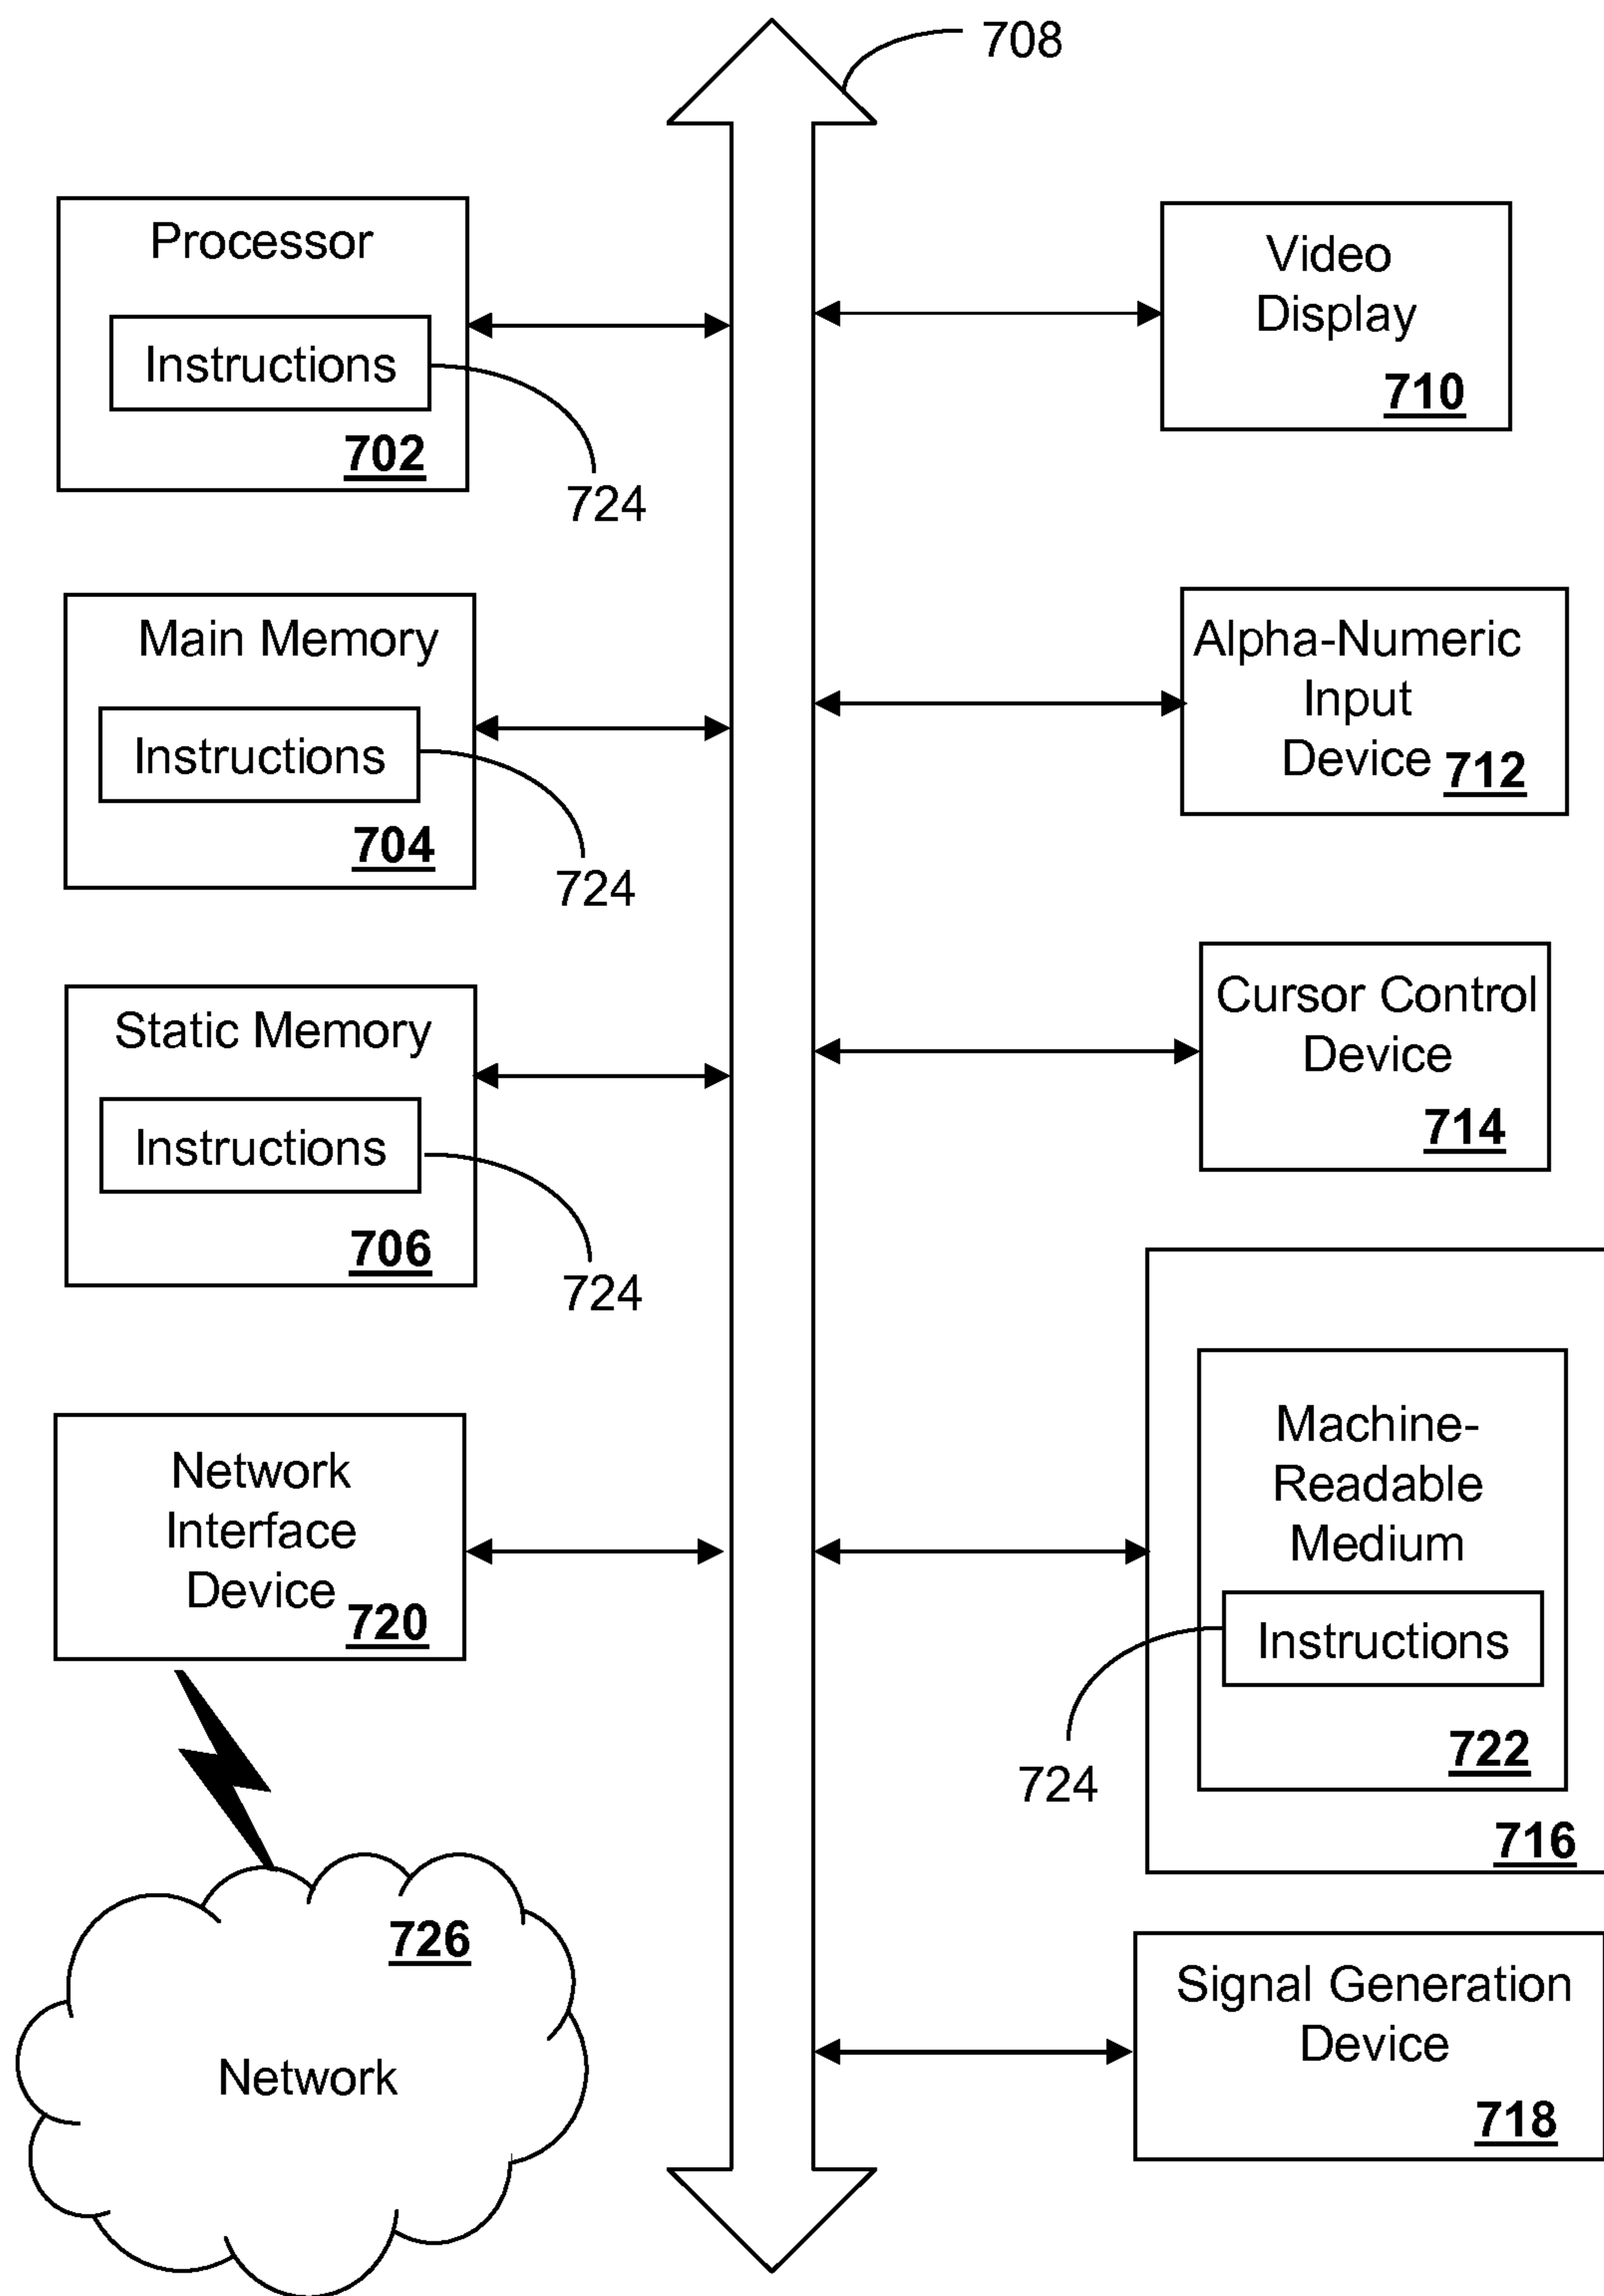 708
Processor
Instructions
702
724
Main Memory
Instructions
704
724
Static Memory
Instructions
706
724
Network
Interface
Device
720
726
Network
Video
Display
710
Alpha-Numeric
Input
Device
712
Cursor Control
Device
714
Machine-
Readable
Medium
Instructions
722
724
716
Signal Generation
Device
718